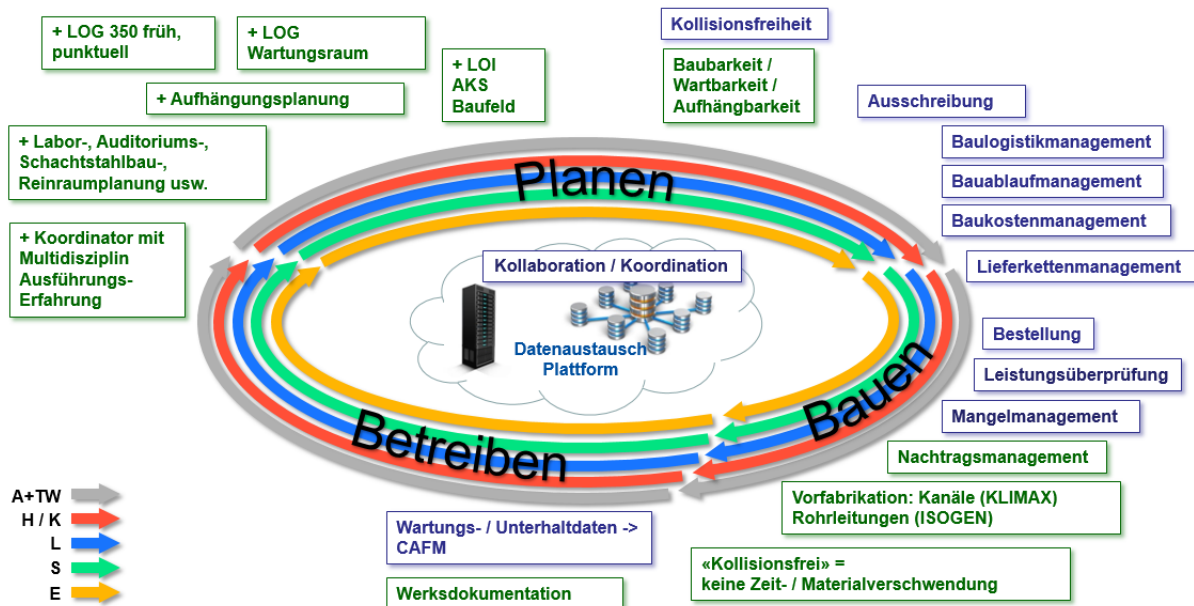 + LOG 350 früh,
punktuell
+ LOG
Wartungsraum
+ LOI
AKS
Baufeld
Kollisionsfreiheit
Baubarkeit /
Wartbarkeit /
Aufhängbarkeit
+ Aufhängungsplanung
Ausschreibung
+ Labor-, Auditoriums-,
Schachtstahlbau-,
Reinraumplanung usw.
Baulogistikmanagement
Bauablaufmanagement
Baukostenmanagement
Planen
+ Koordinator mit
Multidisziplin
Ausführungs-
Erfahrung
Kollaboration / Koordination
Lieferkettenmanagement
Datenaustausch
Plattform
Bestellung
Leistungsüberprüfung
Mangelmanagement
Bauen
Betreiben
Nachtragsmanagement
Vorfabrikation: Kanäle (KLIMAX)
Rohrleitungen (ISOGEN)
A+TW
H / K
L
S
E
Wartungs- / Unterhaltdaten ->
CAFM
«Kollisionsfrei» =
keine Zeit- / Materialverschwendung
Werksdokumentation